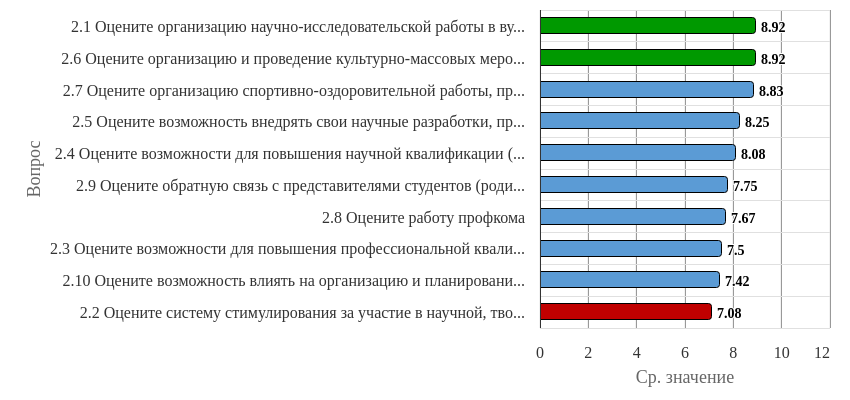 2.1 Оцените организацию научно-исследовательской работы в ву... 8.92
2.6 Оцените организацию и проведение культурно-массовых меро... 8.92
2.7 Оцените организацию спортивно-оздоровительной работы, пр... 8.83
2.5 Оцените возможность внедрять свои научные разработки, пр... 8.25
2.4 Оцените возможности для повышения научной квалификации (... 8.08
2.9 Оцените обратную связь с представителями студентов (роди... 7.75
2.8 Оцените работу профкома 7.67
2.3 Оцените возможности для повышения профессиональной квали... 7.5
2.10 Оцените возможность влиять на организацию и планировани... 7.42
2.2 Оцените систему стимулирования за участие в научной, тво... 7.08
Вопрос
0 2 4 6 8 10 12
Ср. значение